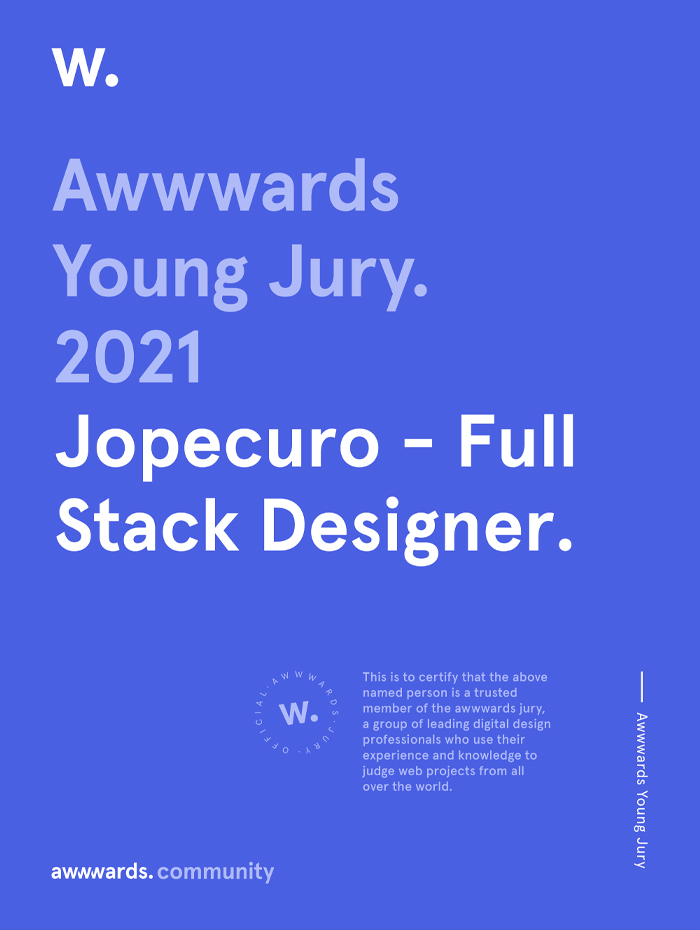 w.
Awwwards
Young Jury.
2021
Jopecuro - Full
Stack Designer.
OFFICIAL · AWWWARDS · JURY ·
w.
This is to certify that the above
named person is a trusted
member of the awwwards jury,
a group of leading digital design
professionals who use their
experience and knowledge to
judge web projects from all
over the world.
Awwwards Young Jury
awwwards.community